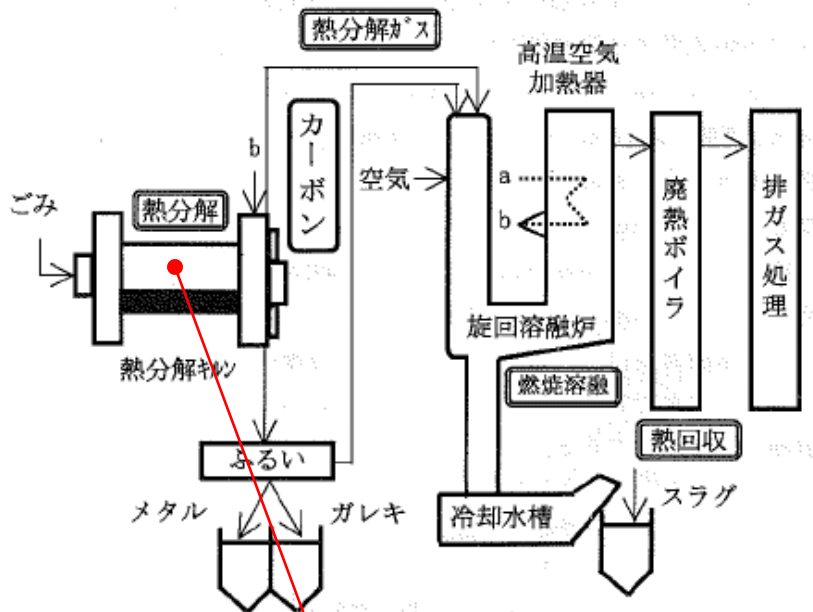 熱分解ｶﾞｽ
高温空気
加熱器
カーボン
b
空気
a
b
ごみ
熱分解
廃熱ボイラ
排ガス処理
旋回溶融炉
熱分解ｷﾙﾝ
燃焼溶融
熱回収
ふるい
メタル
ガレキ
冷却水槽
スラグ